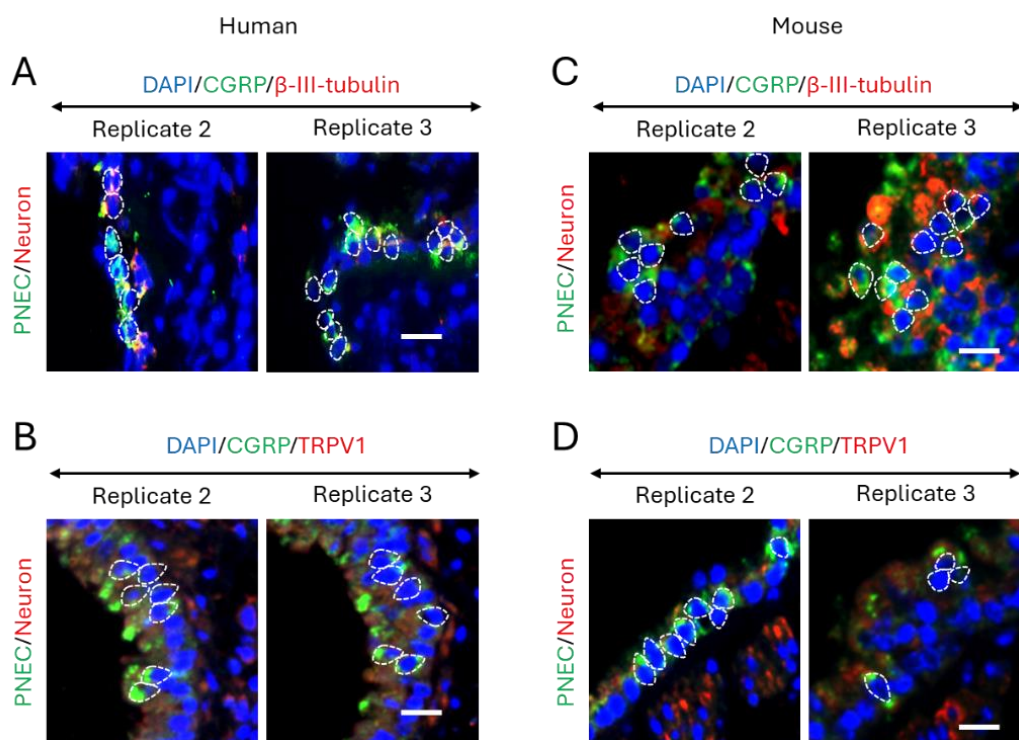 Human
Mouse
A
DAPI/CGRP/β-III-tubulin
Replicate 2
Replicate 3
PNEC/Neuron
C
DAPI/CGRP/β-III-tubulin
Replicate 2
Replicate 3
PNEC/Neuron
B
DAPI/CGRP/TRPV1
Replicate 2
Replicate 3
PNEC/Neuron
D
DAPI/CGRP/TRPV1
Replicate 2
Replicate 3
PNEC/Neuron